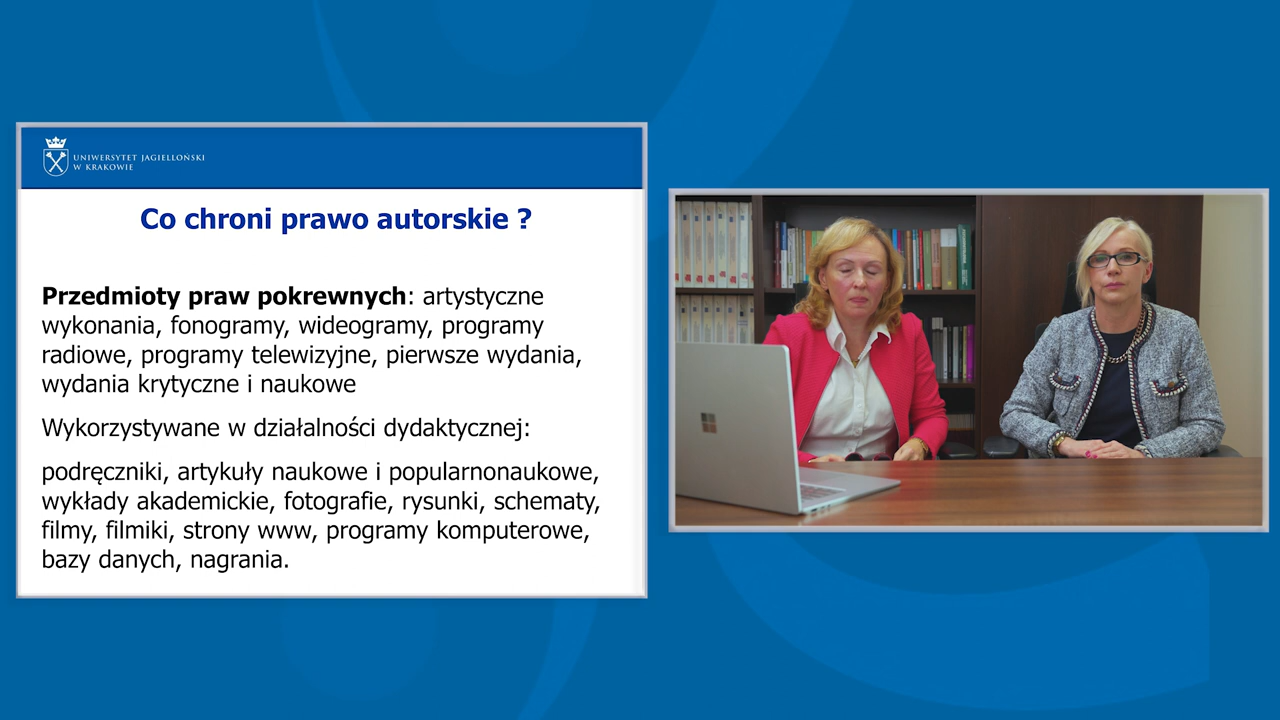 UNIWERSYTET JAGIELLOŃSKI
W KRAKOWIE
Co chroni prawo autorskie ?
Przedmioty praw pokrewnych: artystyczne
wykonania, fonogramy, wideogramy, programy
radiowe, programy telewizyjne, pierwsze wydania,
wydania krytyczne i naukowe
Wykorzystywane w działalności dydaktycznej:
podręczniki, artykuły naukowe i popularnonaukowe,
wykłady akademickie, fotografie, rysunki, schematy,
filmy, filmiki, strony www, programy komputerowe,
bazy danych, nagrania.